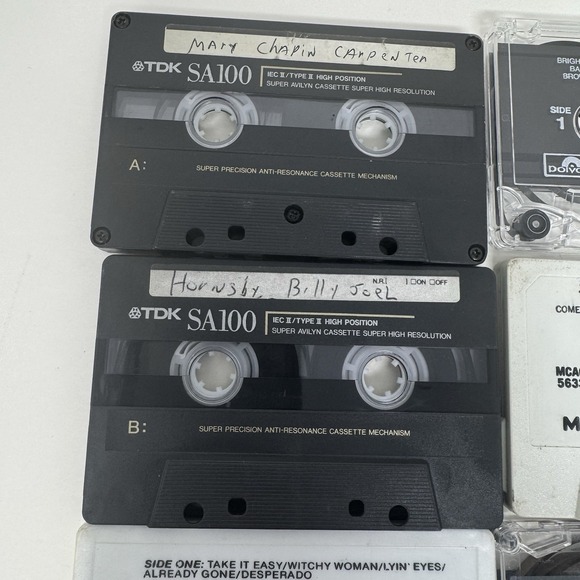 MARY CHAPIN CARPENTER
TDK SA100
IEC II/TYPE II HIGH POSITION
SUPER AVILYN CASSETTE SUPER HIGH RESOLUTION
A:
SUPER PRECISION ANTI-RESONANCE CASSETTE MECHANISM
Hornsby, Billy Joel
N.R. ☐ON ☐OFF
TDK SA100
IEC II/TYPE II HIGH POSITION
SUPER AVILYN CASSETTE SUPER HIGH RESOLUTION
B:
SUPER PRECISION ANTI-RESONANCE CASSETTE MECHANISM
SIDE ONE: TAKE IT EASY/WITCHY WOMAN/LYIN' EYES/
ALREADY GONE/DESPERADO
SIDE
1
COME